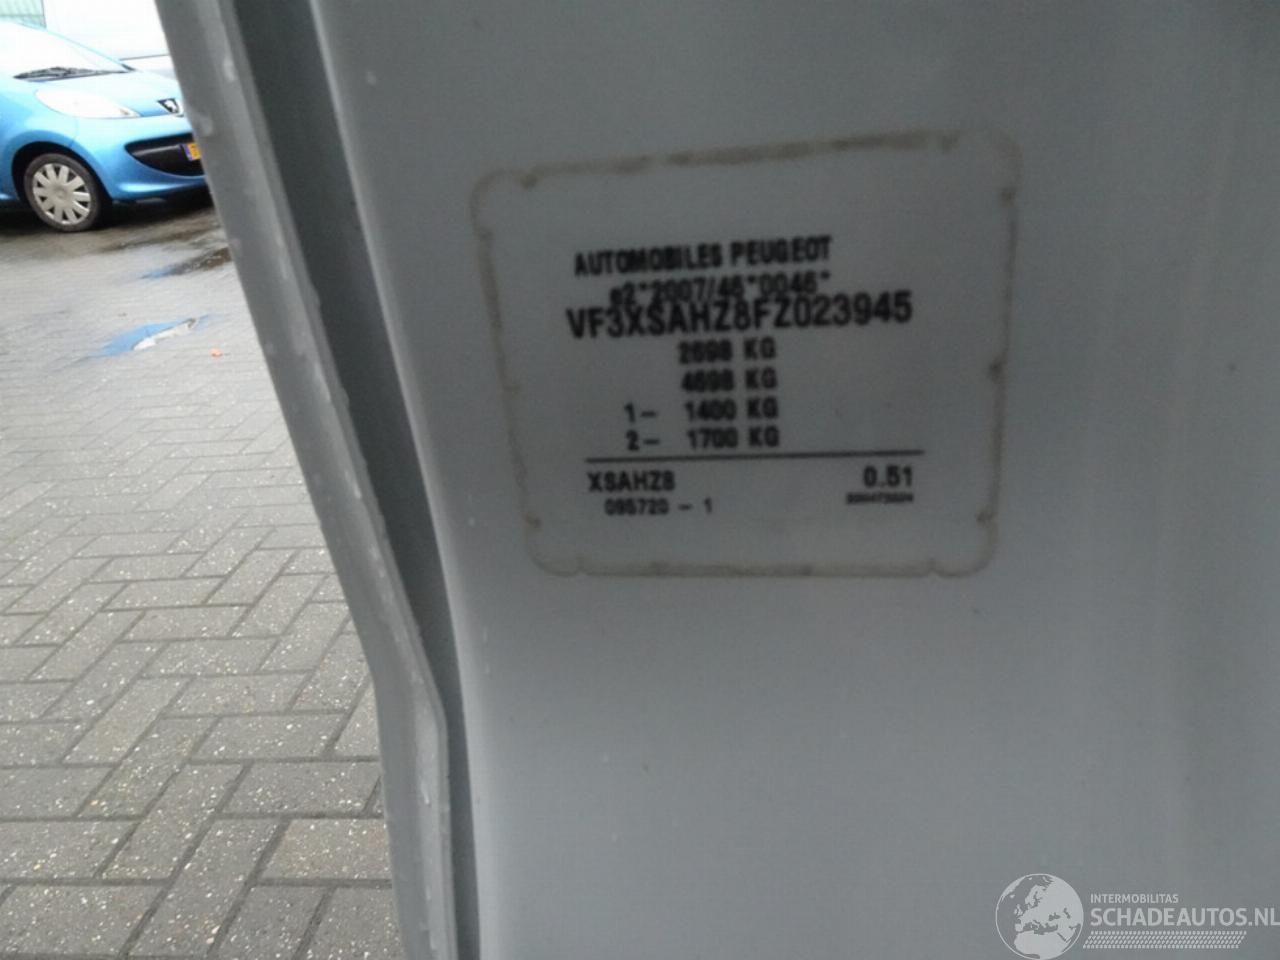 AUTOMOBILES PEUGEOT
e2*2007/46*0046*
VF3XSAHZ8FZ023945
2698 KG
4698 KG
1- 1400 KG
2- 1700 KG
XSAHZ8 0.51
095720 - 1
INTERMOBILITAS
SCHADEAUTOS.NL